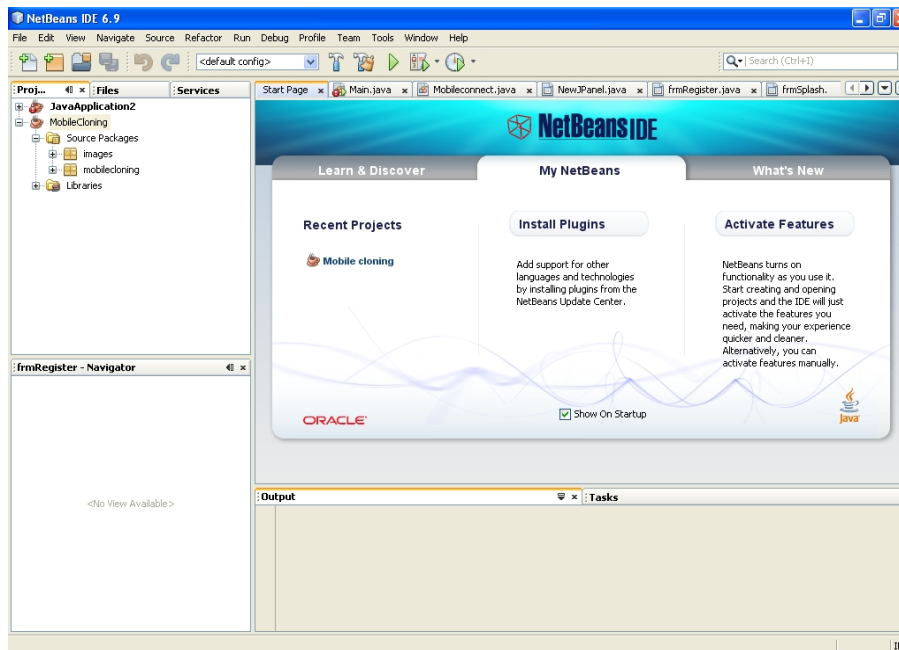 NetBeans IDE 6.9
File Edit View Navigate Source Refactor Run Debug Profile Team Tools Window Help
<default config>
Search (Ctrl+I)
Proj... Files Services
Start Page Main.java Mobileconnect.java NewJPanel.java frmRegister.java frmSplash.
JavaApplication2
MobileCloning
Source Packages
images
mobilecloning
Libraries
NetBeans IDE
Learn & Discover My NetBeans What's New
Recent Projects
Mobile cloning
Install Plugins
Add support for other
languages and technologies
by installing plugins from the
NetBeans Update Center.
Activate Features
NetBeans turns on
functionality as you use it.
Start creating and opening
projects and the IDE will just
activate the features you
need, making your experience
quicker and cleaner.
Alternatively, you can
activate features manually.
ORACLE
Show On Startup
Java
frmRegister - Navigator
<No View Available>
Output Tasks